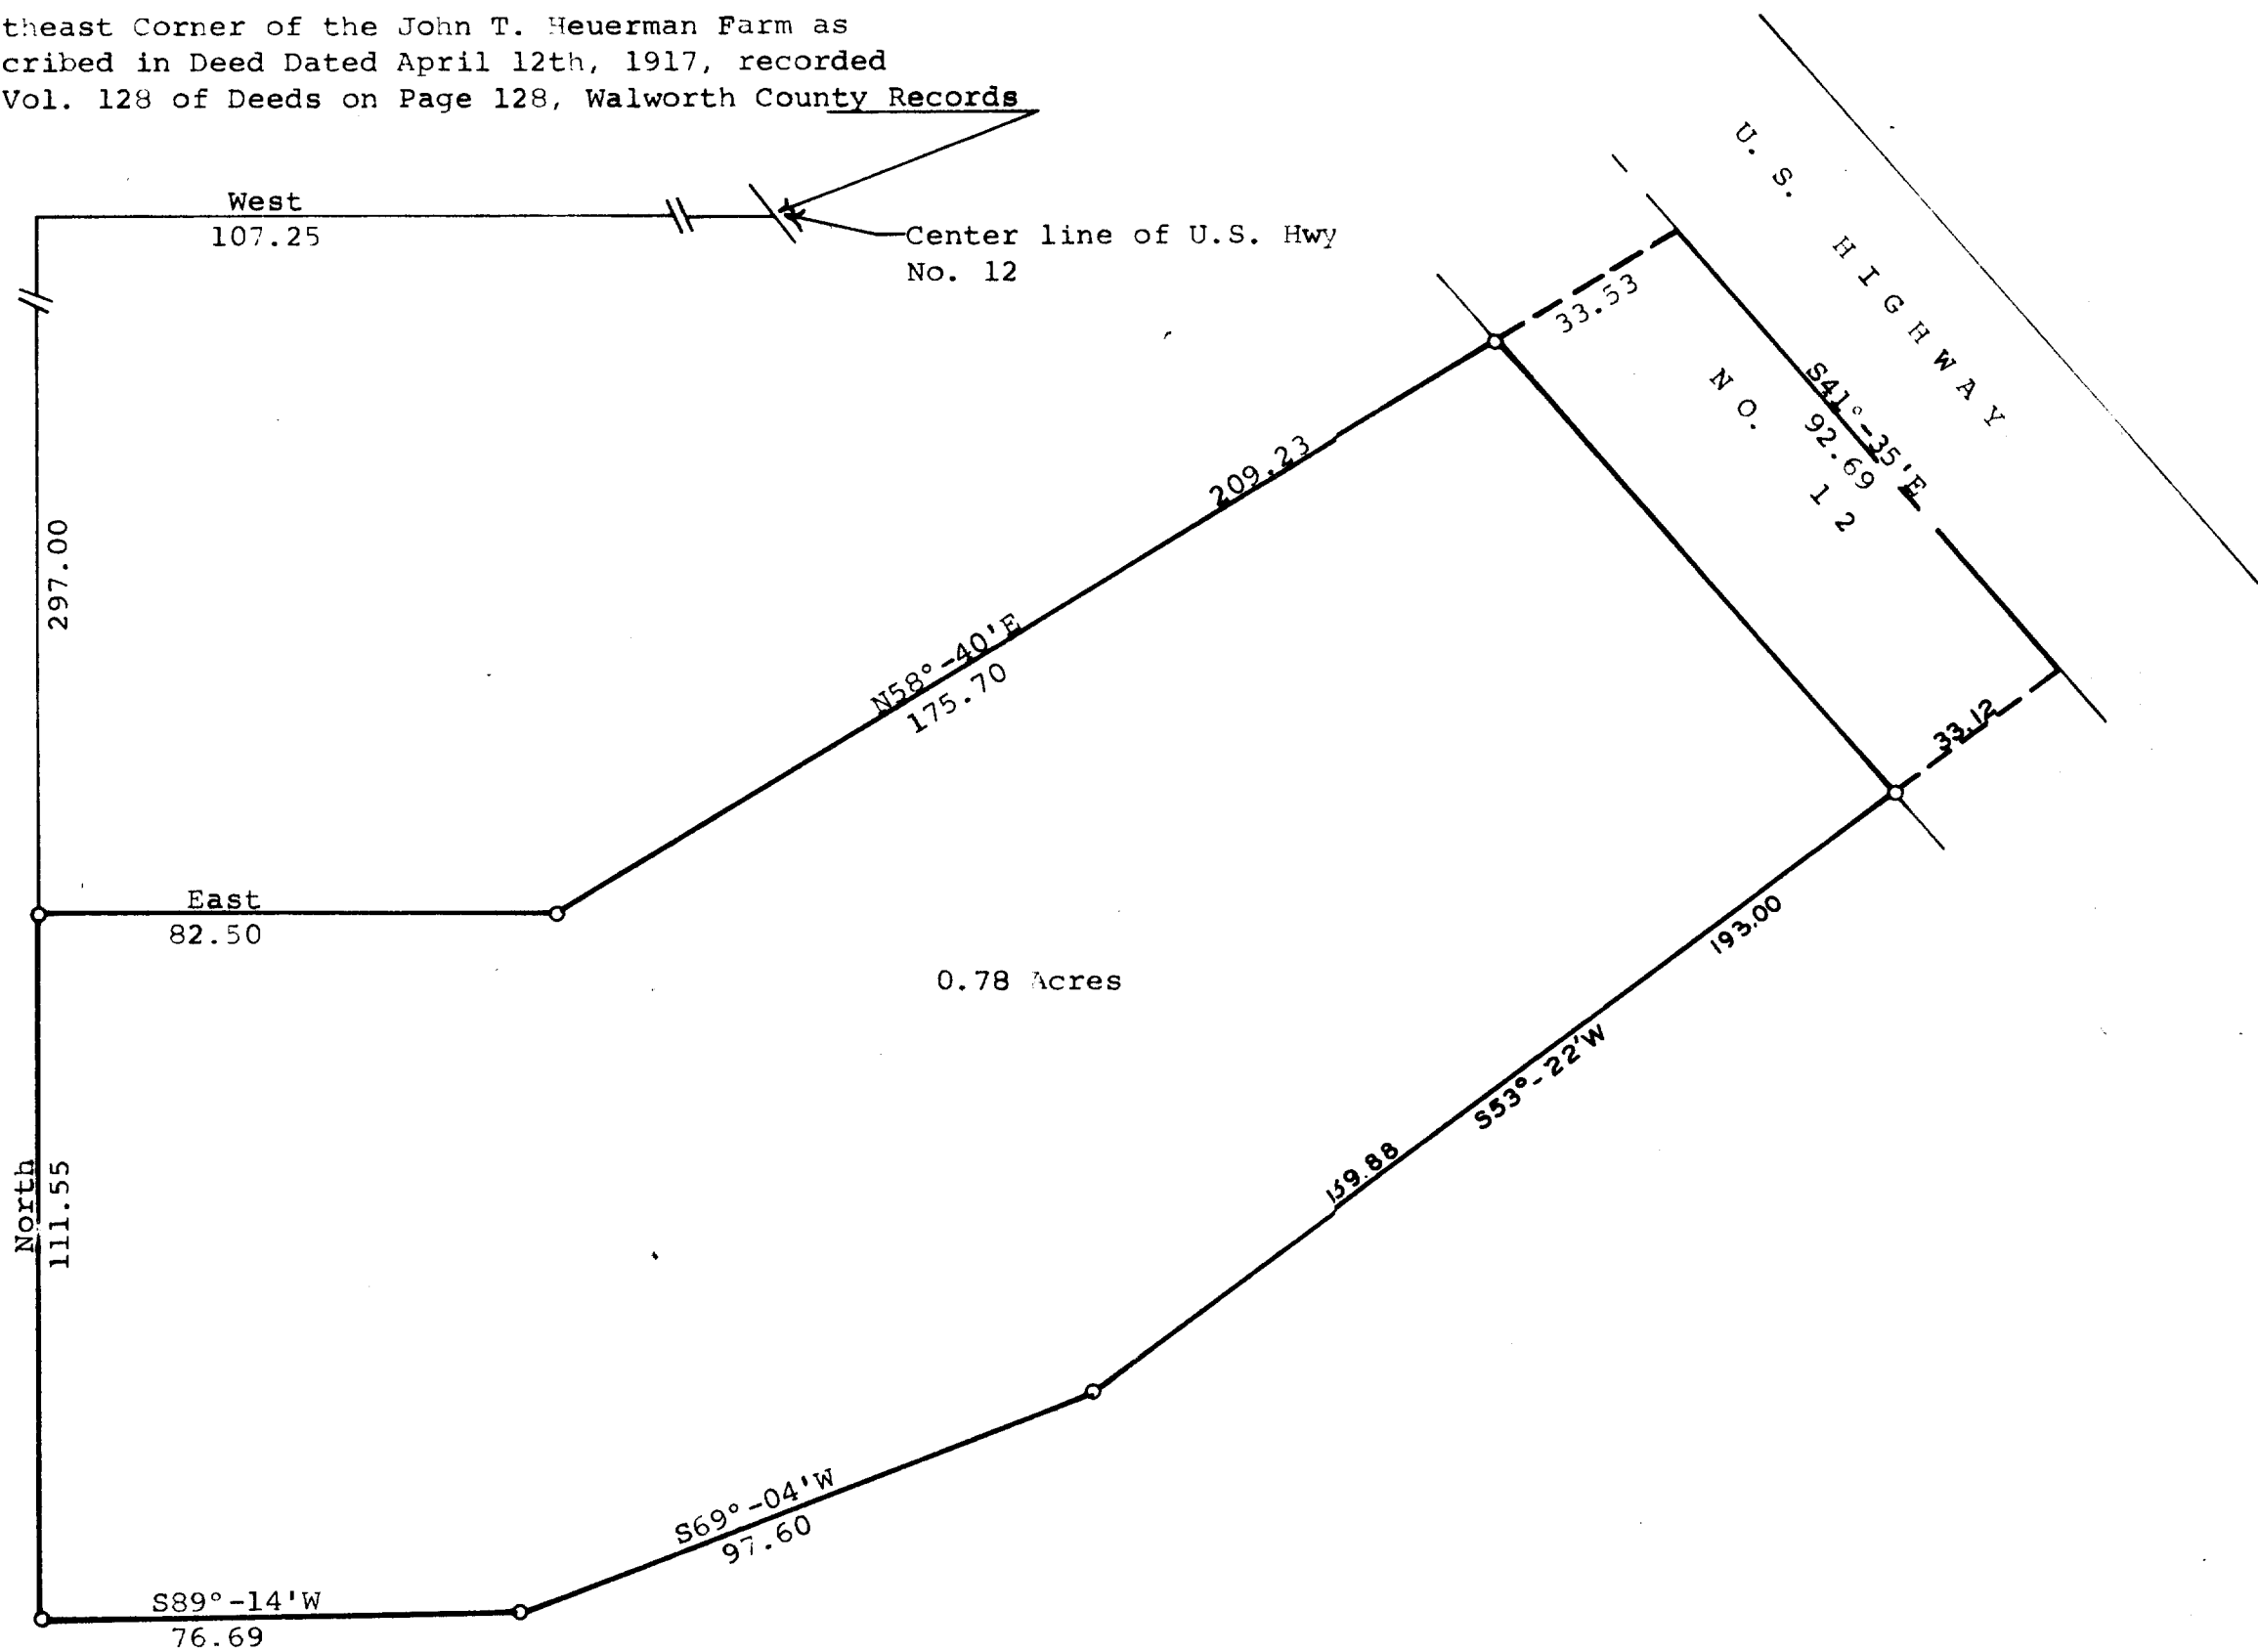 theast Corner of the John T. Heuerman Farm as
cribed in Deed Dated April 12th, 1917, recorded
Vol. 128 of Deeds on Page 128, Walworth County Records
West
107.25
Center line of U.S. Hwy
No. 12
297.00
U. S. HIGHWAY
NO. 12
33.53
S41°-35'E
92.69
209.23
N58°-40'E
175.70
33.12
East
82.50
193.00
0.78 Acres
S53°-22'W
159.88
North
111.55
S69°-04'W
97.60
S89°-14'W
76.69